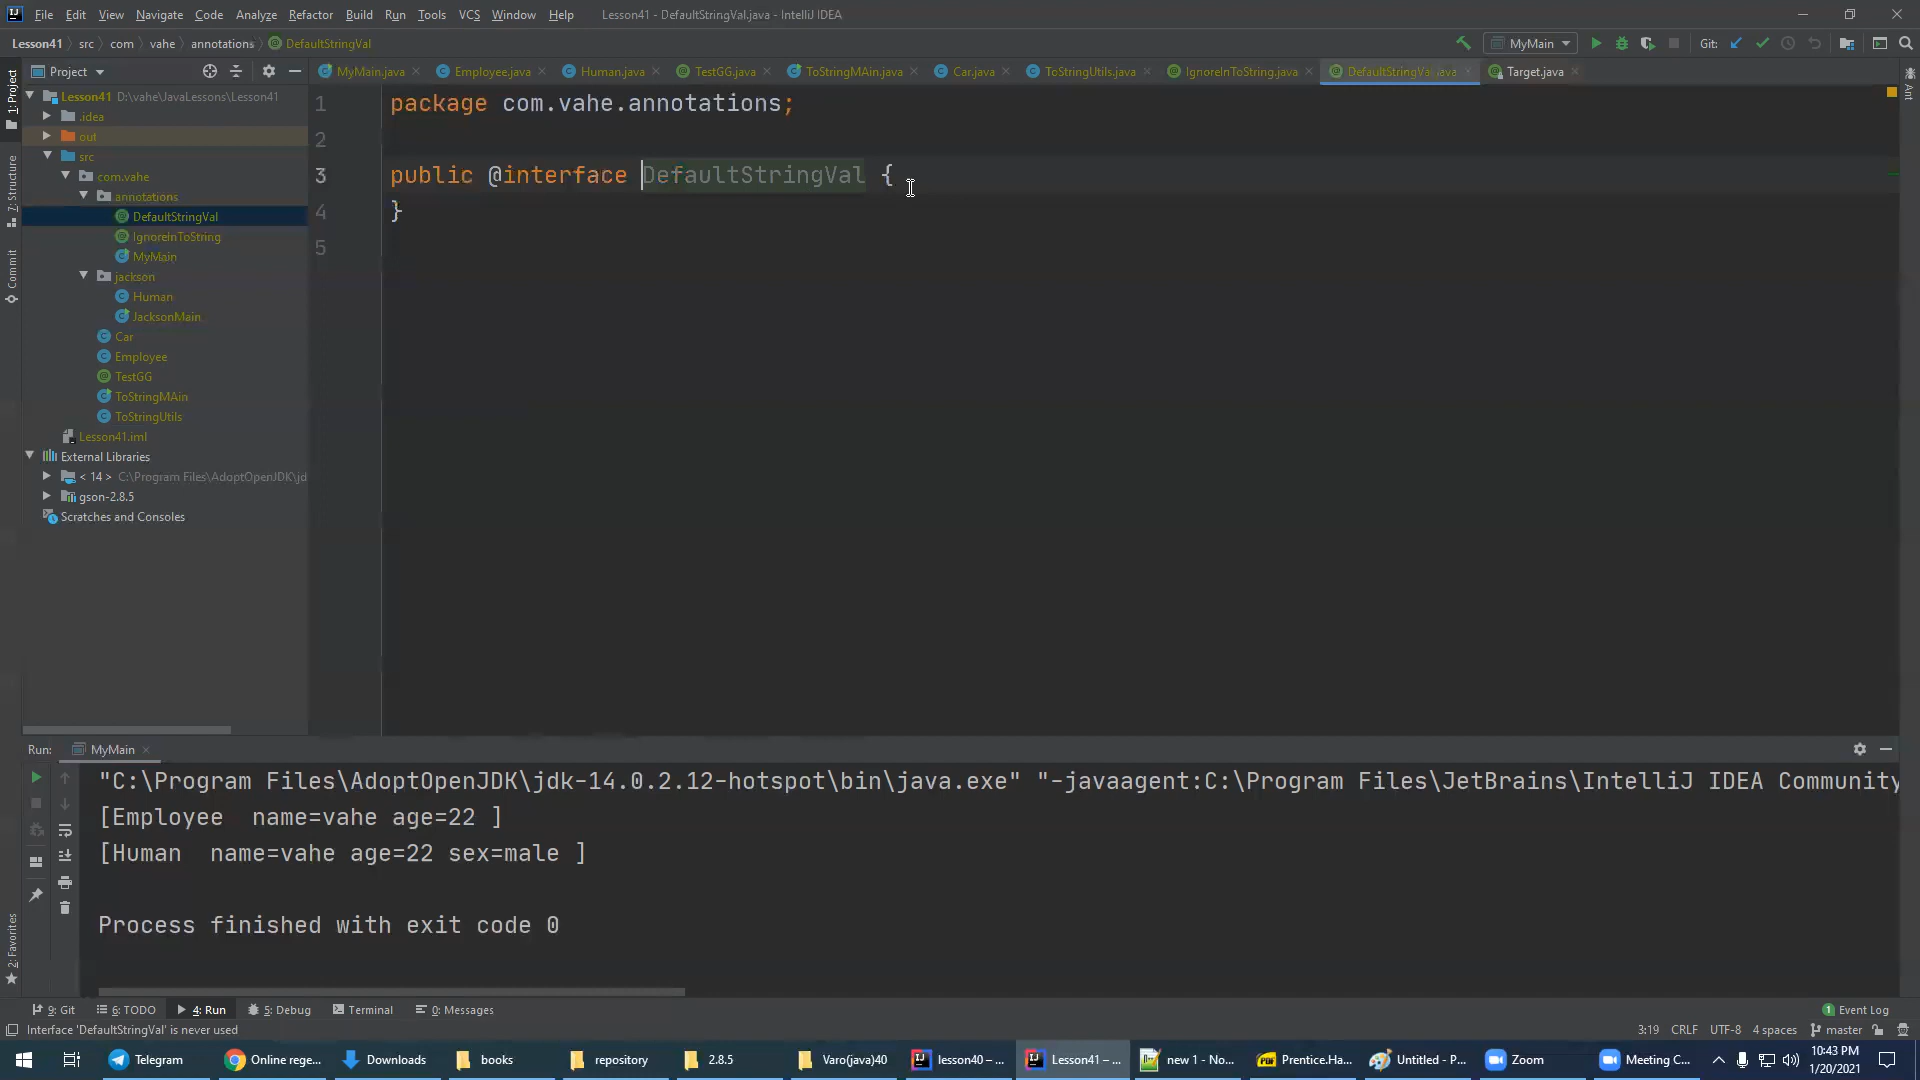 File Edit View Navigate Code Analyze Refactor Build Run Tools VCS Window Help Lesson41 - DefaultStringVal.java - IntelliJ IDEA
Lesson41 src com vahe annotations DefaultStringVal MyMain Git:
Project MyMain.java Employee.java Human.java TestGG.java ToStringMAin.java Car.java ToStringUtils.java IgnoreInToString.java DefaultStringVal.java Target.java
1: Project
Structure
Commit
2: Favorites
Ant
Lesson41 D:\vahe\JavaLessons\Lesson41
.idea
out
src
com.vahe
annotations
DefaultStringVal
IgnoreInToString
MyMain
jackson
Human
JacksonMain
Car
Employee
TestGG
ToStringMAin
ToStringUtils
Lesson41.iml
External Libraries
< 14 > C:\Program Files\AdoptOpenJDK\jd
gson-2.8.5
Scratches and Consoles
1 package com.vahe.annotations;
2
3 public @interface DefaultStringVal {
4 }
5
Run: MyMain
"C:\Program Files\AdoptOpenJDK\jdk-14.0.2.12-hotspot\bin\java.exe" "-javaagent:C:\Program Files\JetBrains\IntelliJ IDEA Community
[Employee  name=vahe age=22 ]
[Human  name=vahe age=22 sex=male ]
Process finished with exit code 0
9: Git 6: TODO 4: Run 5: Debug Terminal 0: Messages 1 Event Log
Interface 'DefaultStringVal' is never used 3:19 CRLF UTF-8 4 spaces master
Telegram Online rege... Downloads books repository 2.8.5 Varo(java)40 lesson40 – ... Lesson41 – ... new 1 - No... Prentice.Ha... Untitled - P... Zoom Meeting C... 10:43 PM
1/20/2021